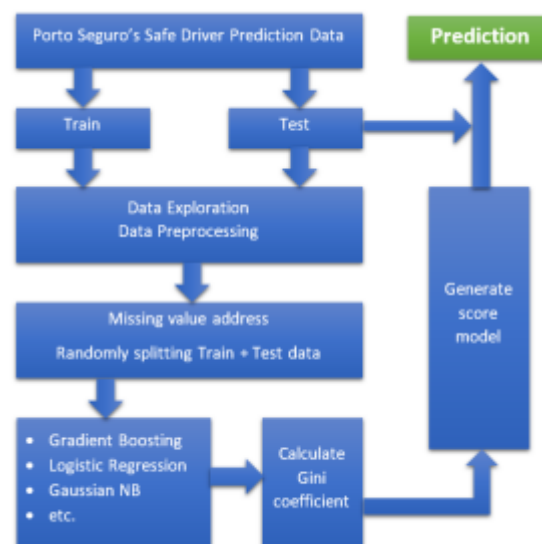 Porto Seguro's Safe Driver Prediction Data
Prediction
Train
Test
Data Exploration
Data Preprocessing
Missing value address
Randomly splitting Train + Test data
• Gradient Boosting
• Logistic Regression
• Gaussian NB
• etc.
Calculate
Gini
coefficient
Generate
score
model